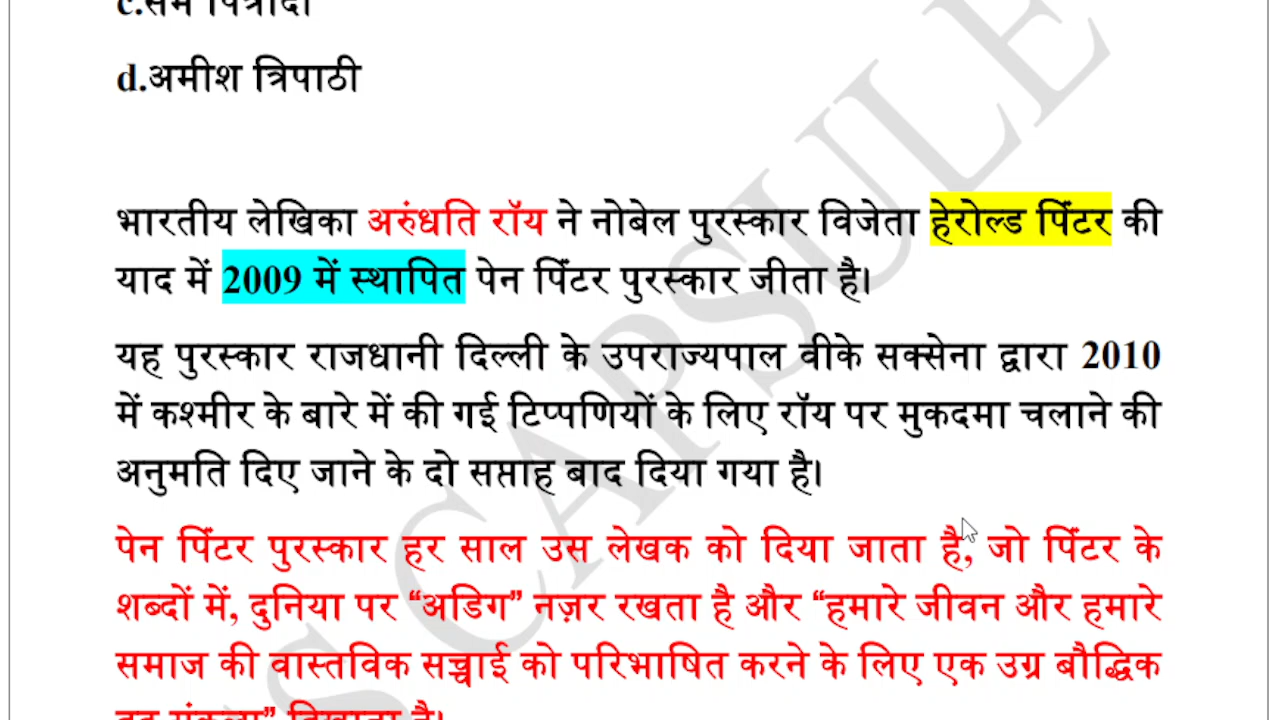 c.सैम पित्रोदा
d.अमीश त्रिपाठी
भारतीय लेखिका अरुंधति रॉय ने नोबेल पुरस्कार विजेता हेरोल्ड पिंटर की
याद में 2009 में स्थापित पेन पिंटर पुरस्कार जीता है।
यह पुरस्कार राजधानी दिल्ली के उपराज्यपाल वीके सक्सेना द्वारा 2010
में कश्मीर के बारे में की गई टिप्पणियों के लिए रॉय पर मुकदमा चलाने की
अनुमति दिए जाने के दो सप्ताह बाद दिया गया है।
पेन पिंटर पुरस्कार हर साल उस लेखक को दिया जाता है, जो पिंटर के
शब्दों में, दुनिया पर “अडिग” नज़र रखता है और “हमारे जीवन और हमारे
समाज की वास्तविक सच्चाई को परिभाषित करने के लिए एक उग्र बौद्धिक
दृढ़ संकल्प” दिखाता है।
S CAPSULE